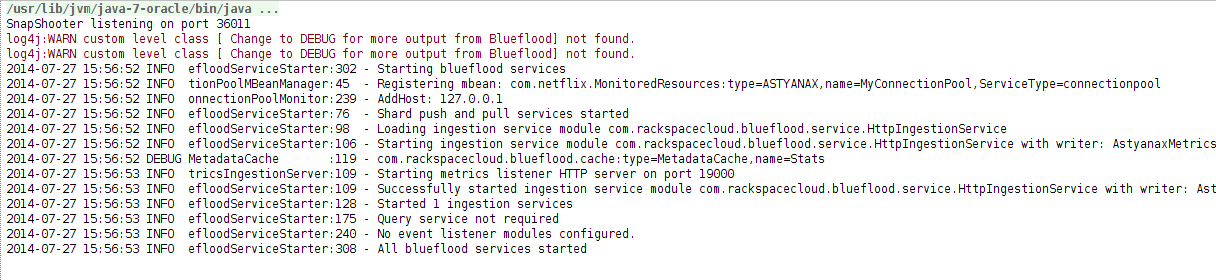 /usr/lib/jvm/java-7-oracle/bin/java ...
SnapShooter listening on port 36011
log4j:WARN custom level class [ Change to DEBUG for more output from Blueflood] not found.
log4j:WARN custom level class [ Change to DEBUG for more output from Blueflood] not found.
2014-07-27 15:56:52 INFO  efloodServiceStarter:302 - Starting blueflood services
2014-07-27 15:56:52 INFO  tionPoolMBeanManager:45  - Registering mbean: com.netflix.MonitoredResources:type=ASTYANAX,name=MyConnectionPool,ServiceType=connectionpool
2014-07-27 15:56:52 INFO  onnectionPoolMonitor:239 - AddHost: 127.0.0.1
2014-07-27 15:56:52 INFO  efloodServiceStarter:76  - Shard push and pull services started
2014-07-27 15:56:52 INFO  efloodServiceStarter:98  - Loading ingestion service module com.rackspacecloud.blueflood.service.HttpIngestionService
2014-07-27 15:56:52 INFO  efloodServiceStarter:106 - Starting ingestion service module com.rackspacecloud.blueflood.service.HttpIngestionService with writer: AstyanaxMetrics
2014-07-27 15:56:52 DEBUG MetadataCache       :119 - com.rackspacecloud.blueflood.cache:type=MetadataCache,name=Stats
2014-07-27 15:56:53 INFO  tricsIngestionServer:109 - Starting metrics listener HTTP server on port 19000
2014-07-27 15:56:53 INFO  efloodServiceStarter:109 - Successfully started ingestion service module com.rackspacecloud.blueflood.service.HttpIngestionService with writer: Ast
2014-07-27 15:56:53 INFO  efloodServiceStarter:128 - Started 1 ingestion services
2014-07-27 15:56:53 INFO  efloodServiceStarter:175 - Query service not required
2014-07-27 15:56:53 INFO  efloodServiceStarter:240 - No event listener modules configured.
2014-07-27 15:56:53 INFO  efloodServiceStarter:308 - All blueflood services started